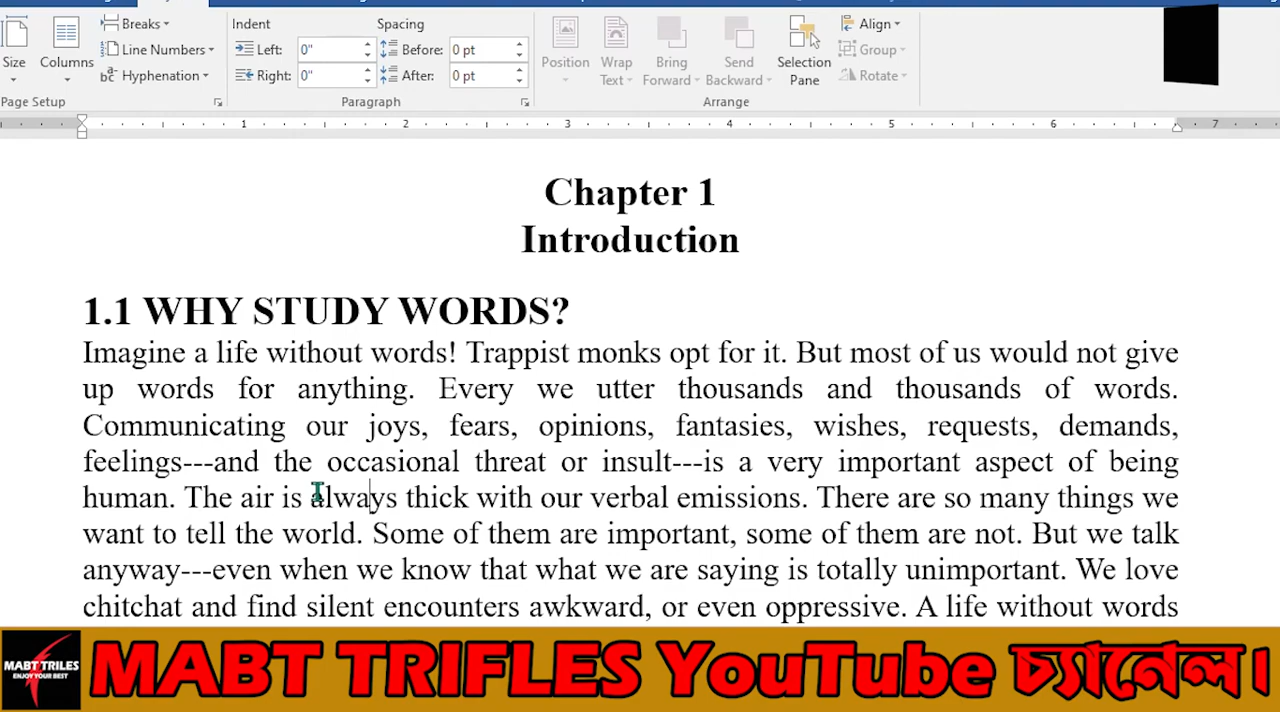 Breaks
Line Numbers
Hyphenation
Size
Columns
Page Setup
Indent
Left: 0"
Right: 0"
Spacing
Before: 0 pt
After: 0 pt
Paragraph
Position
Wrap Text
Bring Forward
Send Backward
Selection Pane
Align
Group
Rotate
Arrange
1 2 3 4 5 6 7
Chapter 1
Introduction
1.1 WHY STUDY WORDS?
Imagine a life without words! Trappist monks opt for it. But most of us would not give
up words for anything. Every we utter thousands and thousands of words.
Communicating our joys, fears, opinions, fantasies, wishes, requests, demands,
feelings---and the occasional threat or insult---is a very important aspect of being
human. The air is always thick with our verbal emissions. There are so many things we
want to tell the world. Some of them are important, some of them are not. But we talk
anyway---even when we know that what we are saying is totally unimportant. We love
chitchat and find silent encounters awkward, or even oppressive. A life without words
MABT TRILES
ENJOY YOUR BEST
MABT TRIFLES YouTube চ্যানেল।